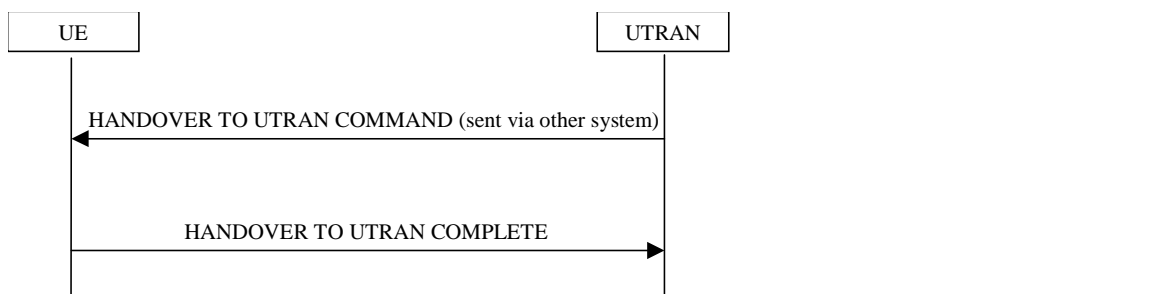 UE
UTRAN
HANDOVER TO UTRAN COMMAND (sent via other system)
HANDOVER TO UTRAN COMPLETE